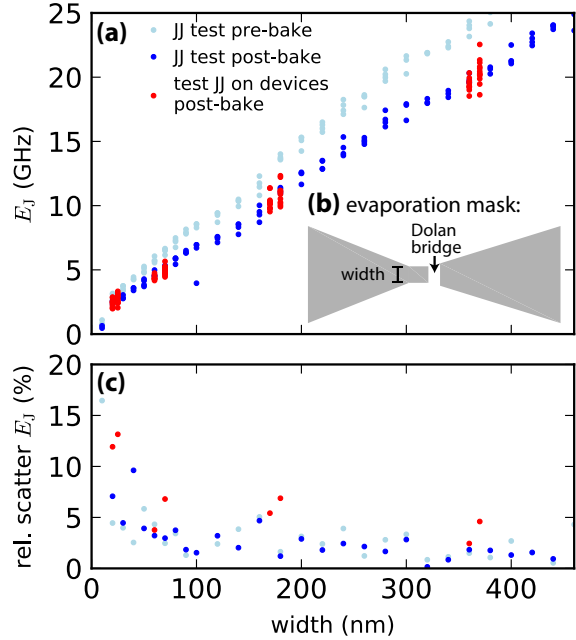 (a)
JJ test pre-bake
JJ test post-bake
test JJ on devices
post-bake
25
20
15
10
5
0
E_J (GHz)
(b) evaporation mask:
Dolan
bridge
width
(c)
20
15
10
5
0
rel. scatter E_J (%)
0 100 200 300 400
width (nm)